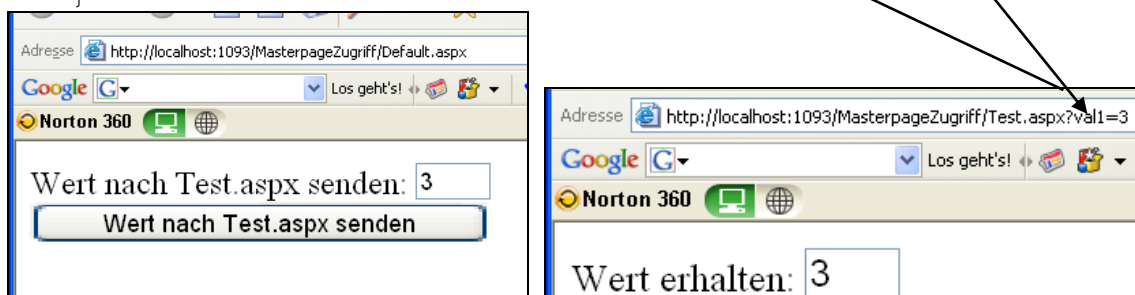 Adresse http://localhost:1093/MasterpageZugriff/Default.aspx
Google G Los geht's!
Norton 360
Wert nach Test.aspx senden: 3
Wert nach Test.aspx senden
Adresse http://localhost:1093/MasterpageZugriff/Test.aspx?val1=3
Google G Los geht's!
Norton 360
Wert erhalten: 3